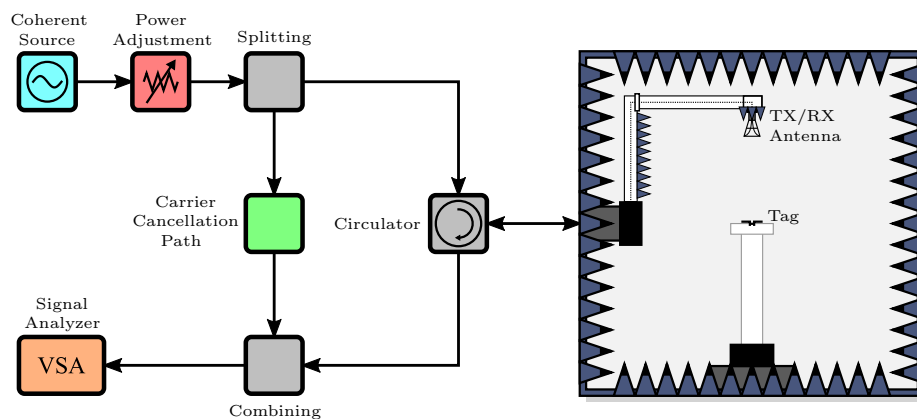 Coherent
Source
Power
Adjustment
Splitting
TX/RX
Antenna
Carrier
Cancellation
Path
Circulator
Tag
Signal
Analyzer
VSA
Combining